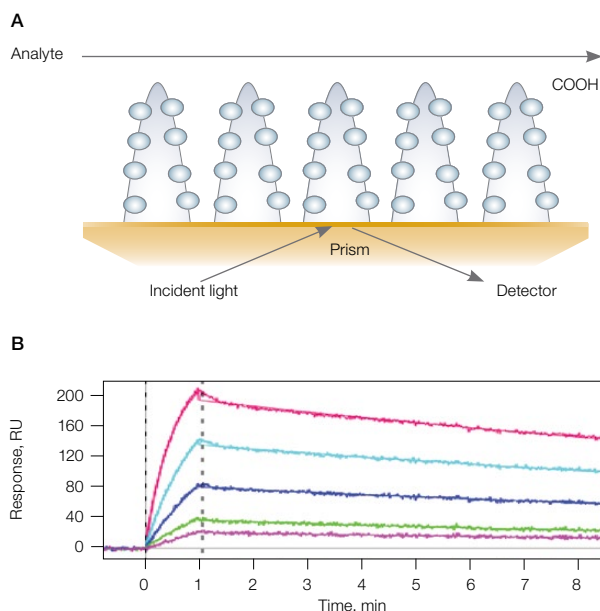 A
Analyte
COOH
Prism
Incident light
Detector
B
Response, RU
200
160
120
80
40
0
0 1 2 3 4 5 6 7 8
Time, min